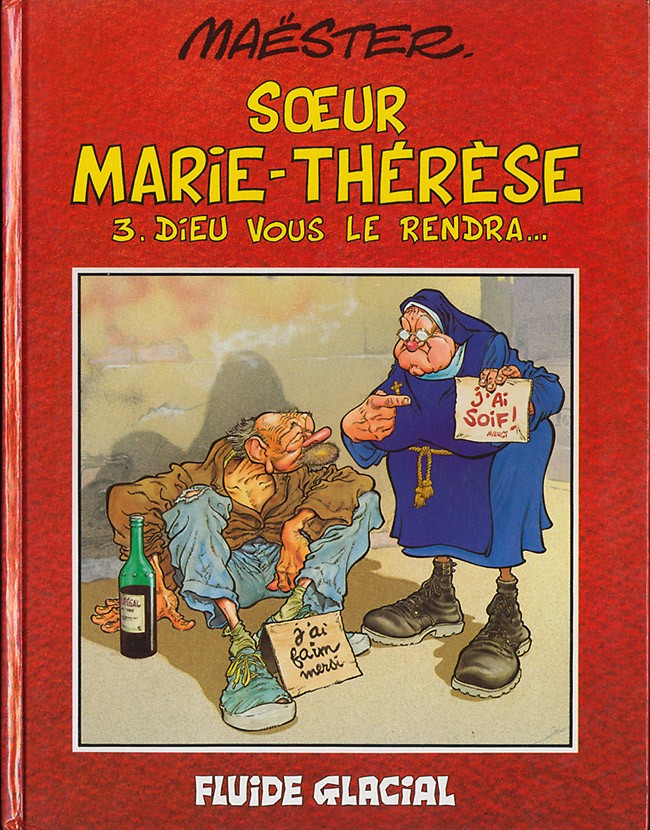 MAËSTER.
SŒUR
MARiE-THÉRÈSE
3. DiEU VOUS LE RENDRA...
J'Ai
SOiF!
MERCi
j'ai
faim
merci
FLUiDE GLACiAL